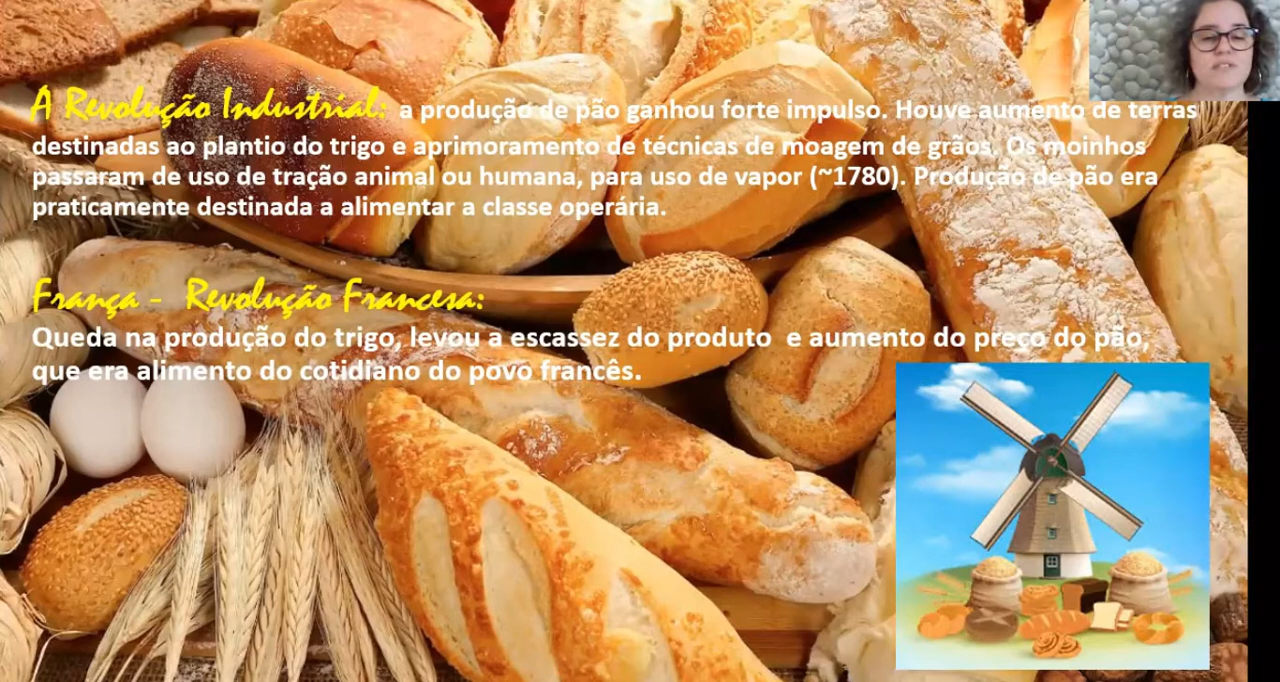 A Revolução Industrial: a produção de pão ganhou forte impulso. Houve aumento de terras
destinadas ao plantio do trigo e aprimoramento de técnicas de moagem de grãos. Os moinhos
passaram de uso de tração animal ou humana, para uso de vapor (~1780). Produção de pão era
praticamente destinada a alimentar a classe operária.
França - Revolução Francesa:
Queda na produção do trigo, levou a escassez do produto e aumento do preço do pão,
que era alimento do cotidiano do povo francês.